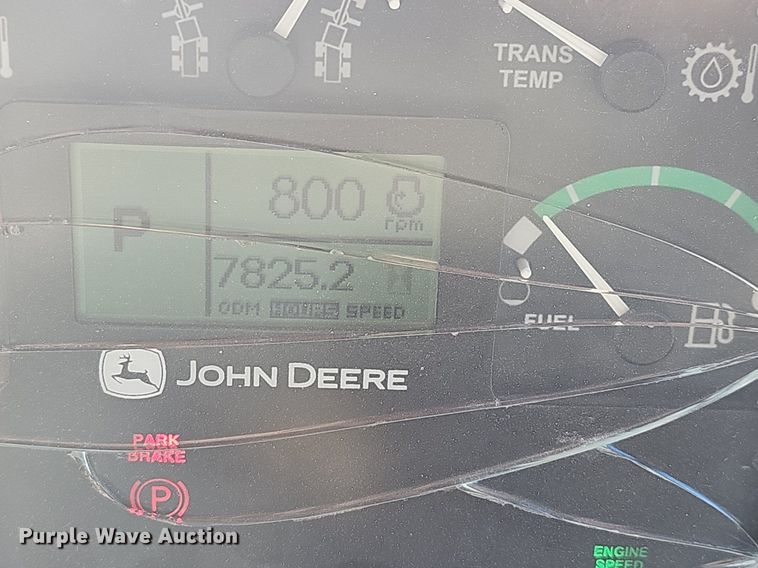 TRANS
TEMP
800
P
rpm
7825.2 H
ODM HOURS SPEED
FUEL
JOHN DEERE
PARK
BRAKE
P
Purple Wave Auction
ENGINE
SPEED